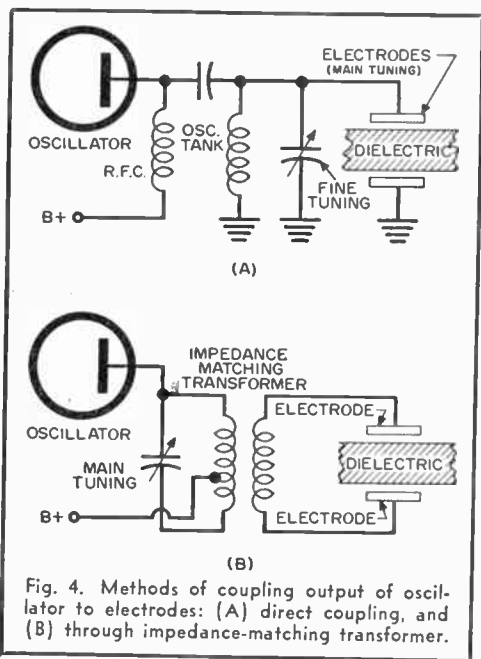 ELECTRODES
(MAIN TUNING)
OSCILLATOR
OSC.
TANK
R.F.C.
DIELECTRIC
FINE
TUNING
B+
(A)
IMPEDANCE
MATCHING
TRANSFORMER
OSCILLATOR
ELECTRODE
MAIN
TUNING
DIELECTRIC
B+
ELECTRODE
(B)
Fig. 4. Methods of coupling output of oscil-
lator to electrodes: (A) direct coupling, and
(B) through impedance-matching transformer.